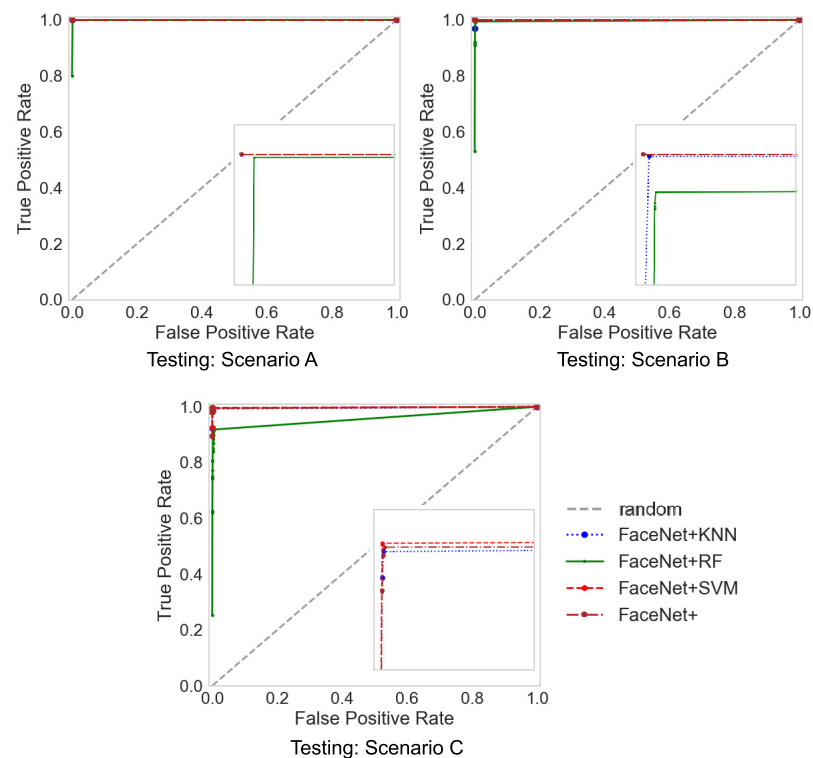 1.0
0.8
0.6
0.4
0.2
0.0
True Positive Rate
0.0 0.2 0.4 0.6 0.8 1.0
False Positive Rate
Testing: Scenario A
1.0
0.8
0.6
0.4
0.2
0.0
True Positive Rate
0.0 0.2 0.4 0.6 0.8 1.0
False Positive Rate
Testing: Scenario B
1.0
0.8
0.6
0.4
0.2
0.0
True Positive Rate
0.0 0.2 0.4 0.6 0.8 1.0
False Positive Rate
Testing: Scenario C
random
FaceNet+KNN
FaceNet+RF
FaceNet+SVM
FaceNet+